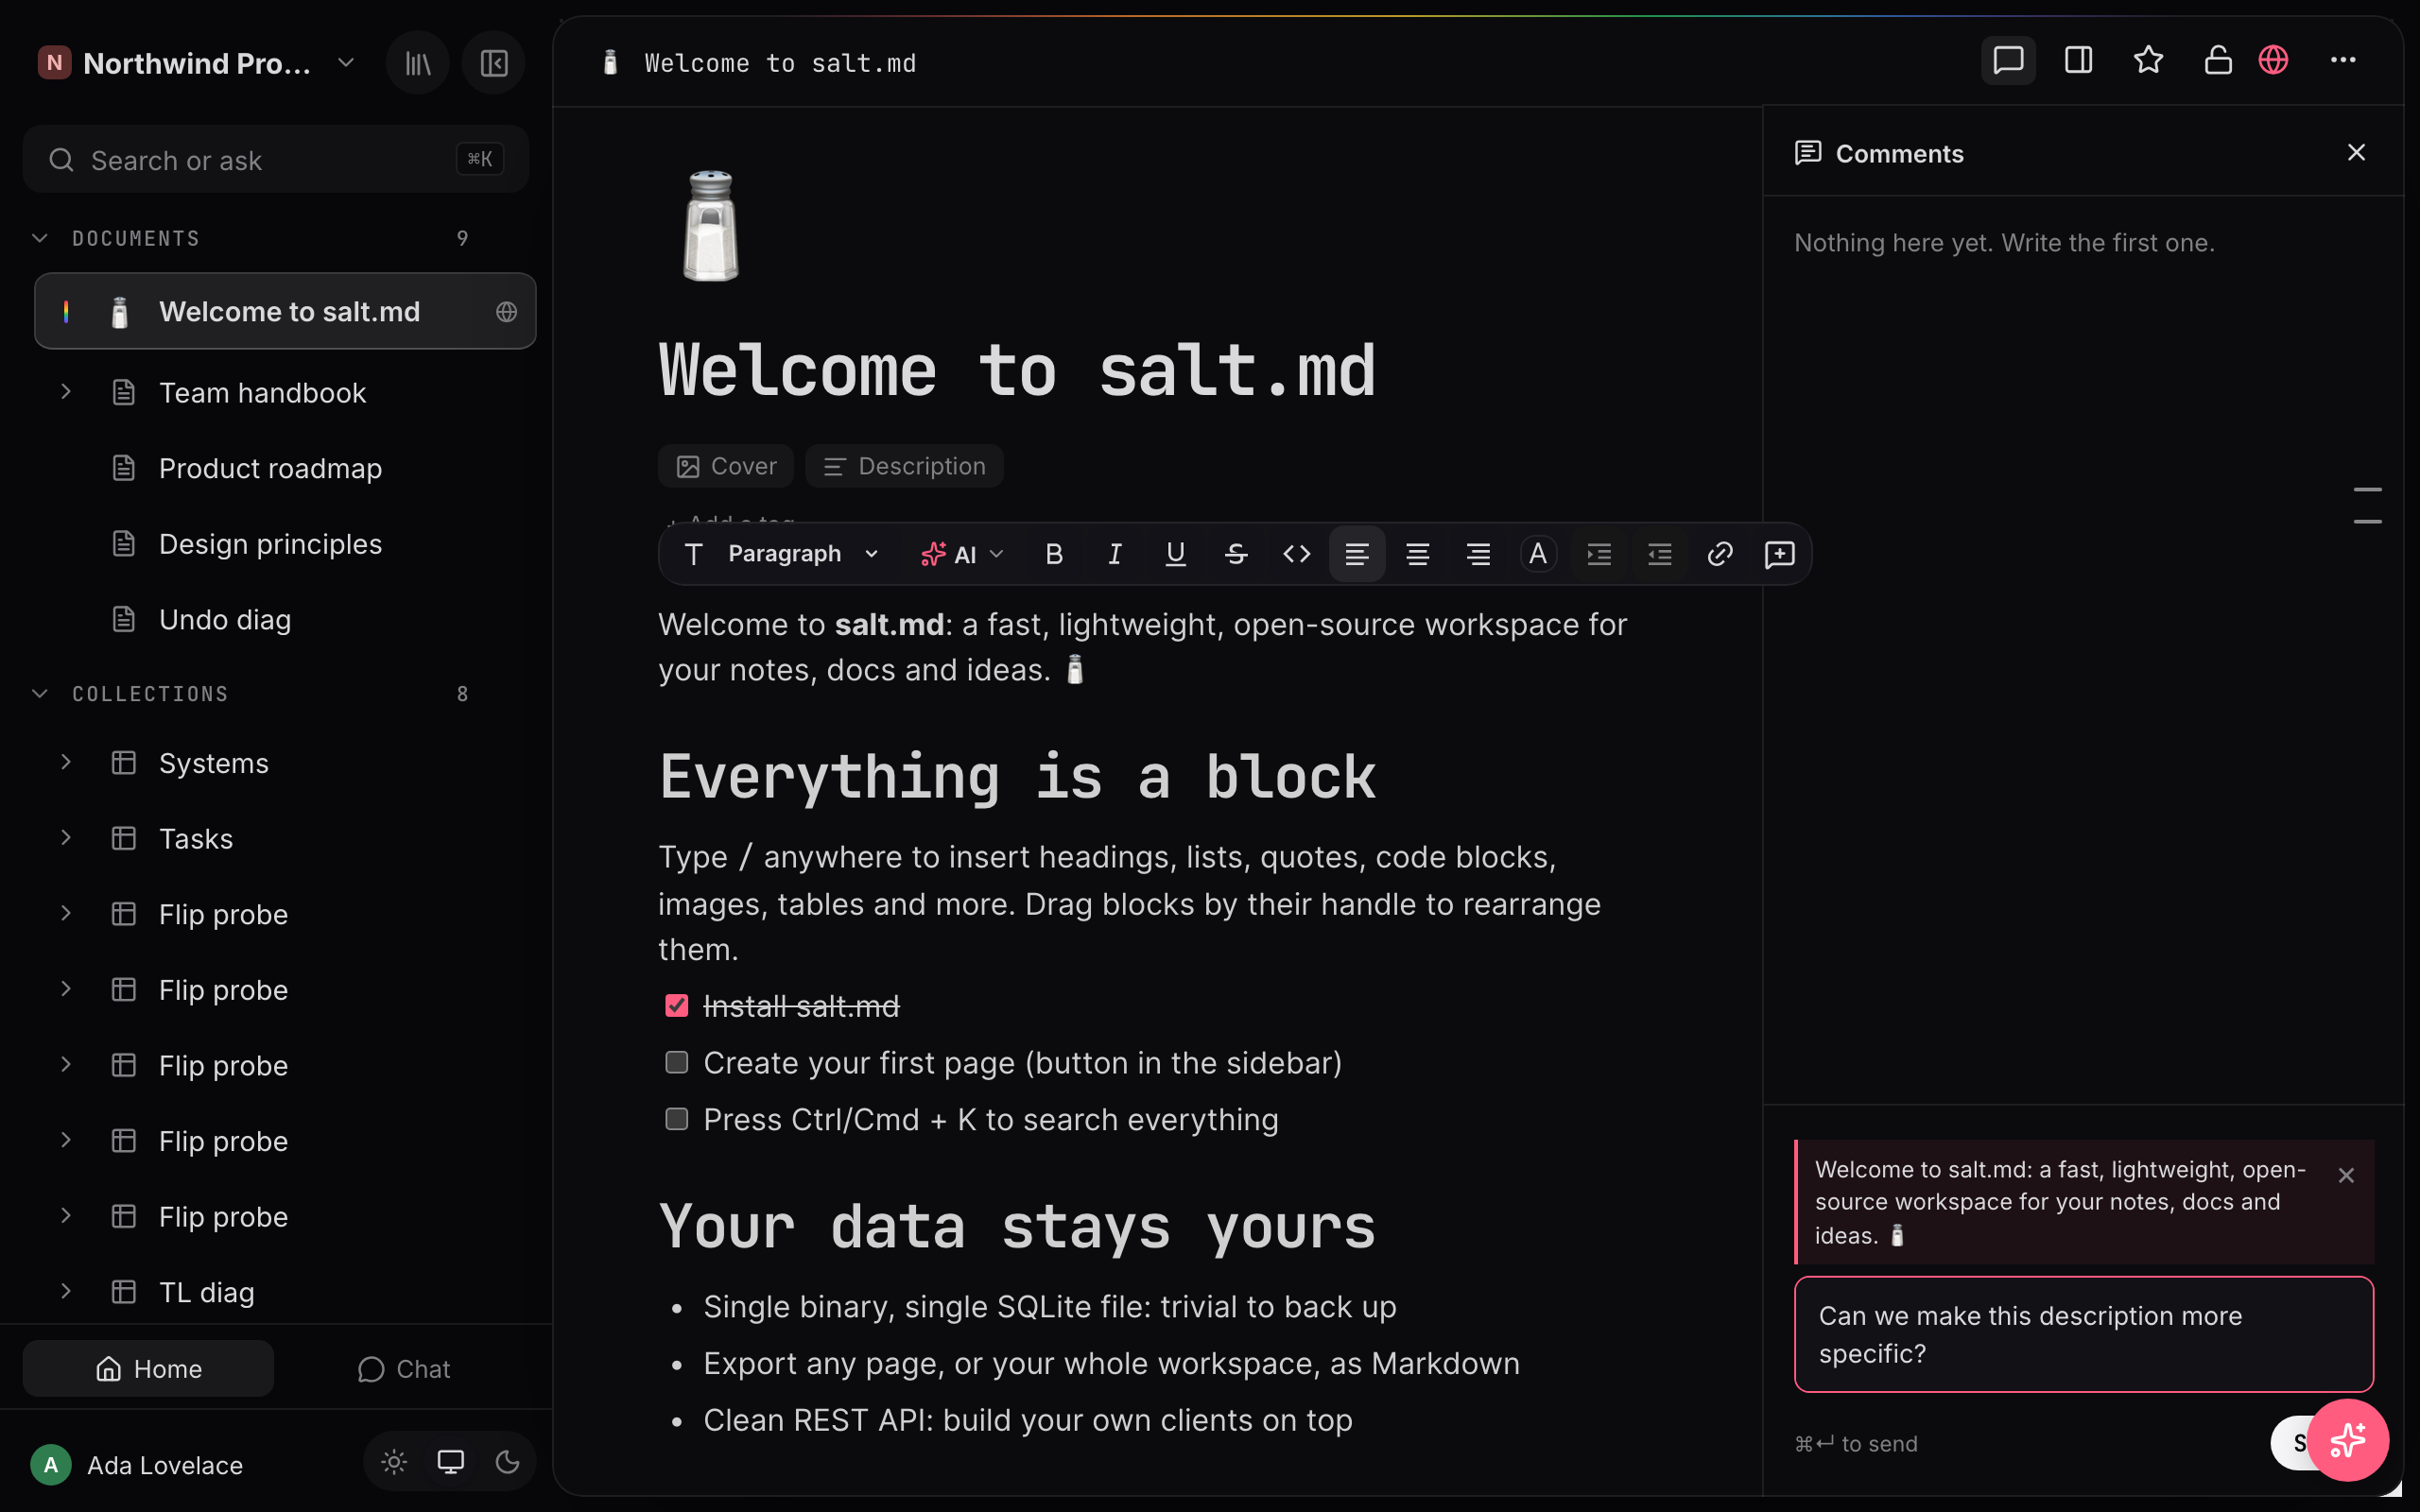 N Northwind Pro...
Search or ask ⌘K
DOCUMENTS 9
Welcome to salt.md
Team handbook
Product roadmap
Design principles
Undo diag
COLLECTIONS 8
Systems
Tasks
Flip probe
Flip probe
Flip probe
Flip probe
Flip probe
TL diag
Home Chat
A Ada Lovelace
Welcome to salt.md
Welcome to salt.md
Cover Description
+ Add a tag
Paragraph AI B I U S A
Welcome to salt.md: a fast, lightweight, open-source workspace for
your notes, docs and ideas.
Everything is a block
Type / anywhere to insert headings, lists, quotes, code blocks,
images, tables and more. Drag blocks by their handle to rearrange
them.
Install salt.md
Create your first page (button in the sidebar)
Press Ctrl/Cmd + K to search everything
Your data stays yours
• Single binary, single SQLite file: trivial to back up
• Export any page, or your whole workspace, as Markdown
• Clean REST API: build your own clients on top
Comments
Nothing here yet. Write the first one.
Welcome to salt.md: a fast, lightweight, open-
source workspace for your notes, docs and
ideas.
Can we make this description more
specific?
⌘↵ to send